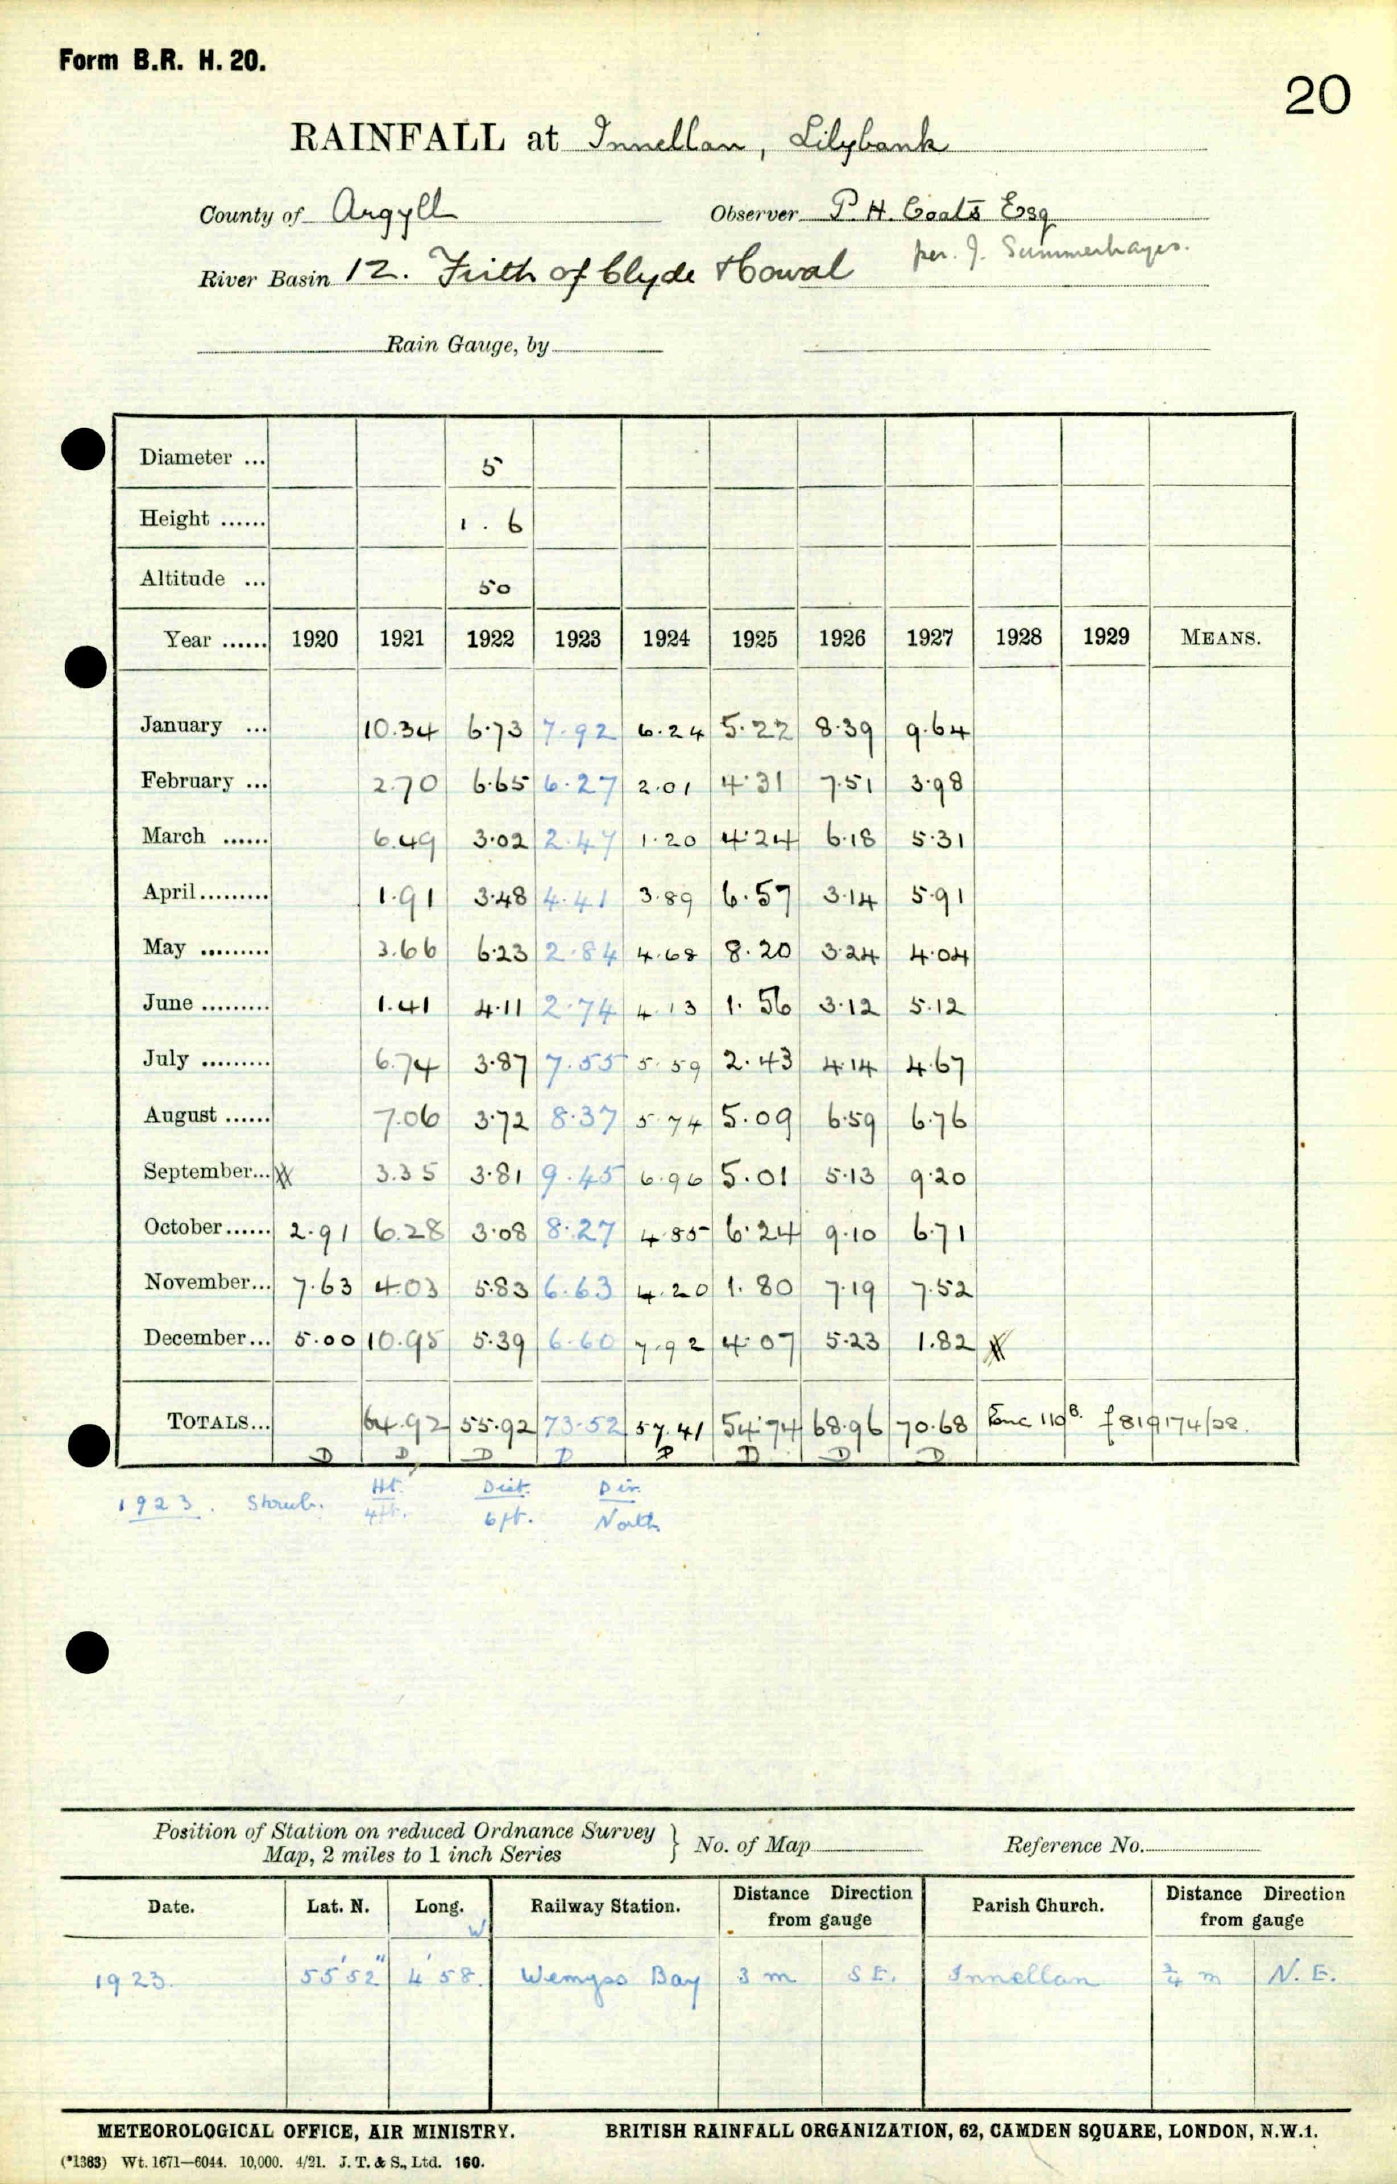 Form B.R. H. 20.
20
RAINFALL at Innellan, Lilybank
County of Argyll Observer P. H. Coats Esq
per. J. Summerhayes.
River Basin 12. Firth of Clyde & Cowal
Rain Gauge, by
Diameter ... 5
Height ...... 1 . 6
Altitude ... 50
Year ...... 1920 1921 1922 1923 1924 1925 1926 1927 1928 1929 MEANS.
January ... 10.34 6.73 7.92 6.24 5.22 8.39 9.64
February ... 2.70 6.65 6.27 2.01 4.31 7.51 3.98
March ...... 6.49 3.02 2.47 1.20 4.24 6.18 5.31
April......... 1.91 3.48 4.41 3.89 6.57 3.14 5.91
May ......... 3.66 6.23 2.84 4.68 8.20 3.24 4.04
June ......... 1.41 4.11 2.74 4.13 1.56 3.12 5.12
July ......... 6.74 3.87 7.55 5.59 2.43 4.14 4.67
August ...... 7.06 3.72 8.37 5.74 5.09 6.59 6.76
September... 3.35 3.81 9.45 6.96 5.01 5.13 9.20
October...... 2.91 6.28 3.08 8.27 4.85 6.24 9.10 6.71
November... 7.63 4.03 5.83 6.63 4.20 1.80 7.19 7.52
December... 5.00 10.95 5.39 6.60 7.92 4.07 5.23 1.82
TOTALS... 64.92 55.92 73.52 57.41 54.74 68.96 70.68 119B. f819174/28.
D D D D D D D D
1923. Shrub. Ht. Dist. Dir.
4ft. 6ft. North
Position of Station on reduced Ordnance Survey
Map, 2 miles to 1 inch Series } No. of Map Reference No.
Date. Lat. N. Long. W Railway Station. Distance Direction from gauge Parish Church. Distance Direction from gauge
1923. 55°52" 4°58. Wemyss Bay 3 m S E. Innellan ¾ m N. E.
METEOROLOGICAL OFFICE, AIR MINISTRY. BRITISH RAINFALL ORGANIZATION, 62, CAMDEN SQUARE, LONDON, N.W.1.
(*1383) Wt. 1671—6044. 10,000. 4/21. J. T. & S., Ltd. 160.